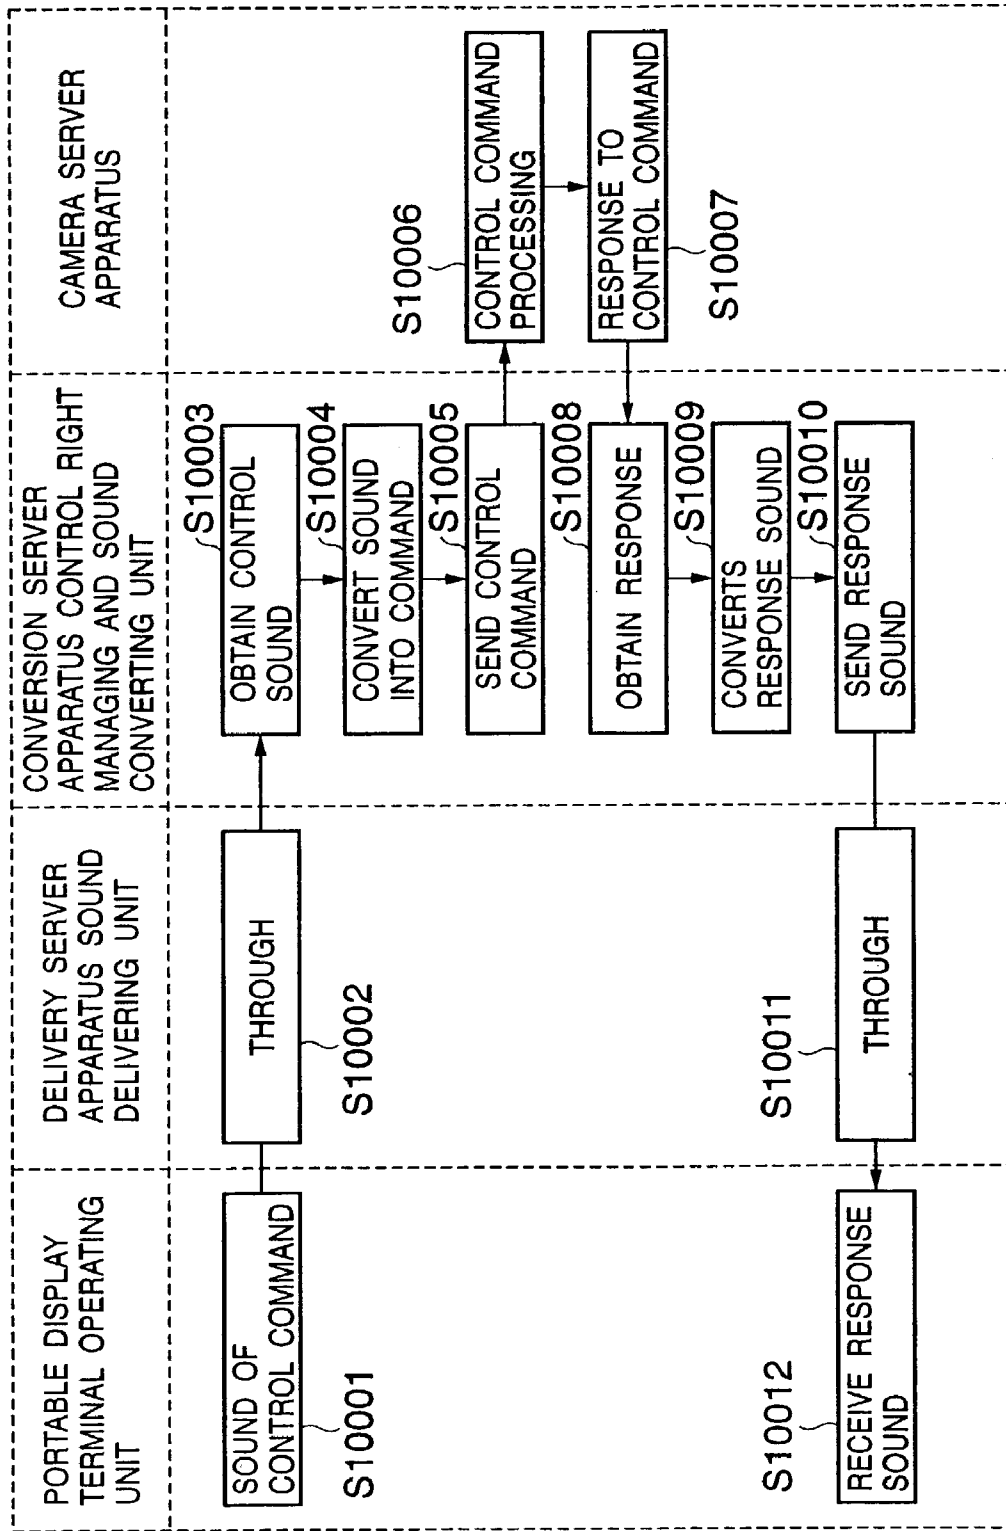 PORTABLE DISPLAY
TERMINAL OPERATING
UNIT
DELIVERY SERVER
APPARATUS SOUND
DELIVERING UNIT
CONVERSION SERVER
APPARATUS CONTROL RIGHT
MANAGING AND SOUND
CONVERTING UNIT
CAMERA SERVER
APPARATUS
SOUND OF
CONTROL COMMAND
S10001
THROUGH
S10002
S10003
OBTAIN CONTROL
SOUND
S10004
CONVERT SOUND
INTO COMMAND
S10005
SEND CONTROL
COMMAND
S10006
CONTROL COMMAND
PROCESSING
RESPONSE TO
CONTROL COMMAND
S10007
S10008
OBTAIN RESPONSE
S10009
CONVERTS
RESPONSE SOUND
S10010
SEND RESPONSE
SOUND
S10011
THROUGH
S10012
RECEIVE RESPONSE
SOUND